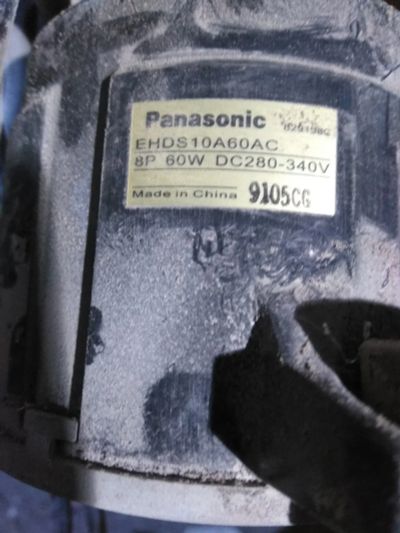 Panasonic
EHDS10A60AC
8P 60W DC280-340V
Made in China 9105CG